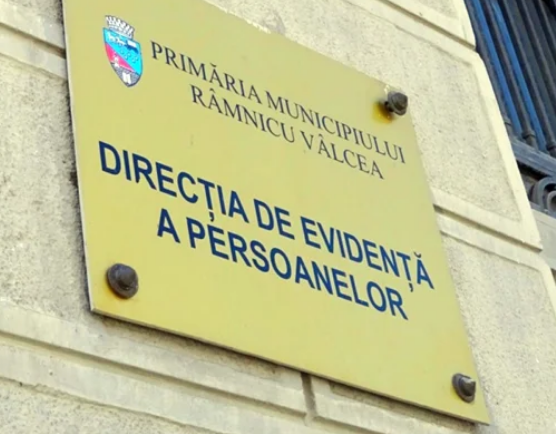 PRIMĂRIA MUNICIPIULUI
RÂMNICU VÂLCEA
DIRECȚIA DE EVIDENȚĂ
A PERSOANELOR